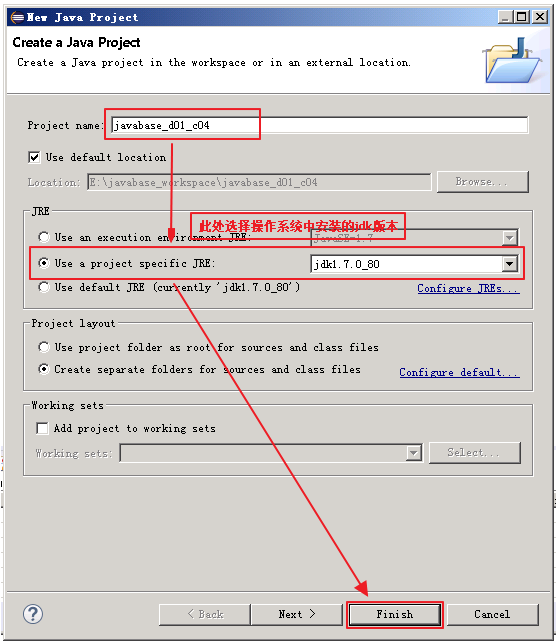 New Java Project
Create a Java Project
Create a Java project in the workspace or in an external location.
Project name: javabase_d01_c04
Use default location
Location: E:\javabase_workspace\javabase_d01_c04 Browse...
JRE
此处选择操作系统中安装的jdk版本
Use an execution environment JRE: JavaSE-1.7
Use a project specific JRE: jdk1.7.0_80
Use default JRE (currently 'jdk1.7.0_80') Configure JREs...
Project layout
Use project folder as root for sources and class files
Create separate folders for sources and class files Configure default...
Working sets
Add project to working sets
Working sets: Select...
? < Back Next > Finish Cancel